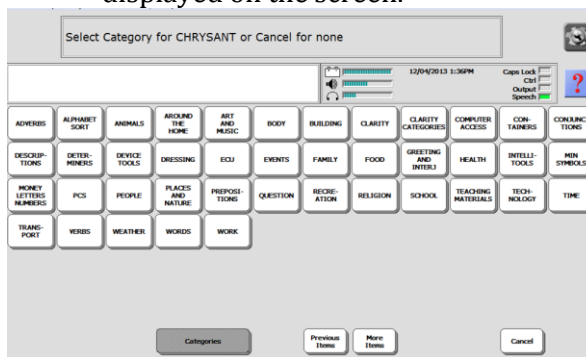 displayed on the screen.
Select Category for CHRYSANT or Cancel for none
12/04/2013 1:36PM
Caps Lock
Ctrl
Output
Speech
?
ADVERBS
ALPHABET
SORT
ANIMALS
AROUND
THE
HOME
ART
AND
MUSIC
BODY
BUILDING
CLARITY
CLARITY
CATEGORIES
COMPUTER
ACCESS
CON-
TAINERS
CONJUNC
TIONS
DESCRIP-
TIONS
DETER-
MINERS
DEVICE
TOOLS
DRESSING
ECU
EVENTS
FAMILY
FOOD
GREETING
AND
INTERJ
HEALTH
INTELLI-
TOOLS
MIN
SYMBOLS
MONEY
LETTERS
NUMBERS
PCS
PEOPLE
PLACES
AND
NATURE
PREPOSI-
TIONS
QUESTION
RECRE-
ATION
RELIGION
SCHOOL
TEACHING
MATERIALS
TECH-
NOLOGY
TIME
TRANS-
PORT
VERBS
WEATHER
WORDS
WORK
Categories
Previous
Items
More
Items
Cancel